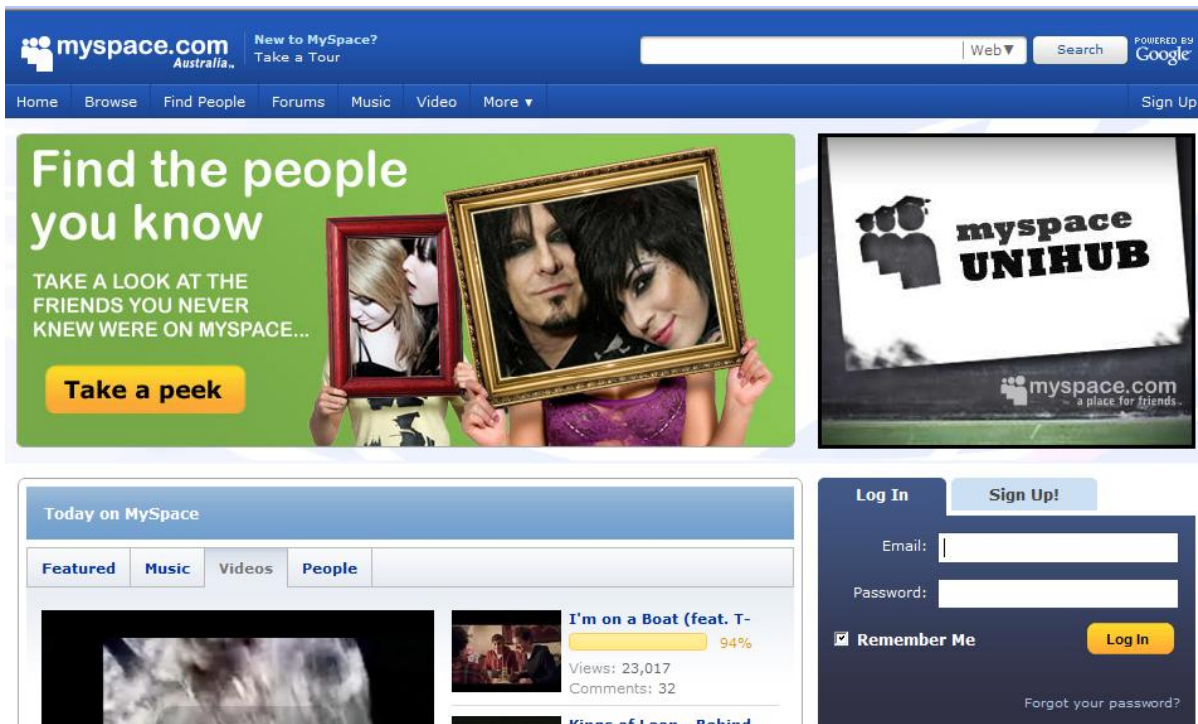 myspace.com
Australia
New to MySpace?
Take a Tour
Web▼
Search
POWERED BY
Google
Home Browse Find People Forums Music Video More ▼
Sign Up
Find the people
you know
TAKE A LOOK AT THE
FRIENDS YOU NEVER
KNEW WERE ON MYSPACE...
Take a peek
myspace
UNIHUB
myspace.com
a place for friends
Today on MySpace
Featured Music Videos People
I'm on a Boat (feat. T-
94%
Views: 23,017
Comments: 32
Kings of Leon - Behind
Log In Sign Up!
Email:
Password:
Remember Me
Log In
Forgot your password?